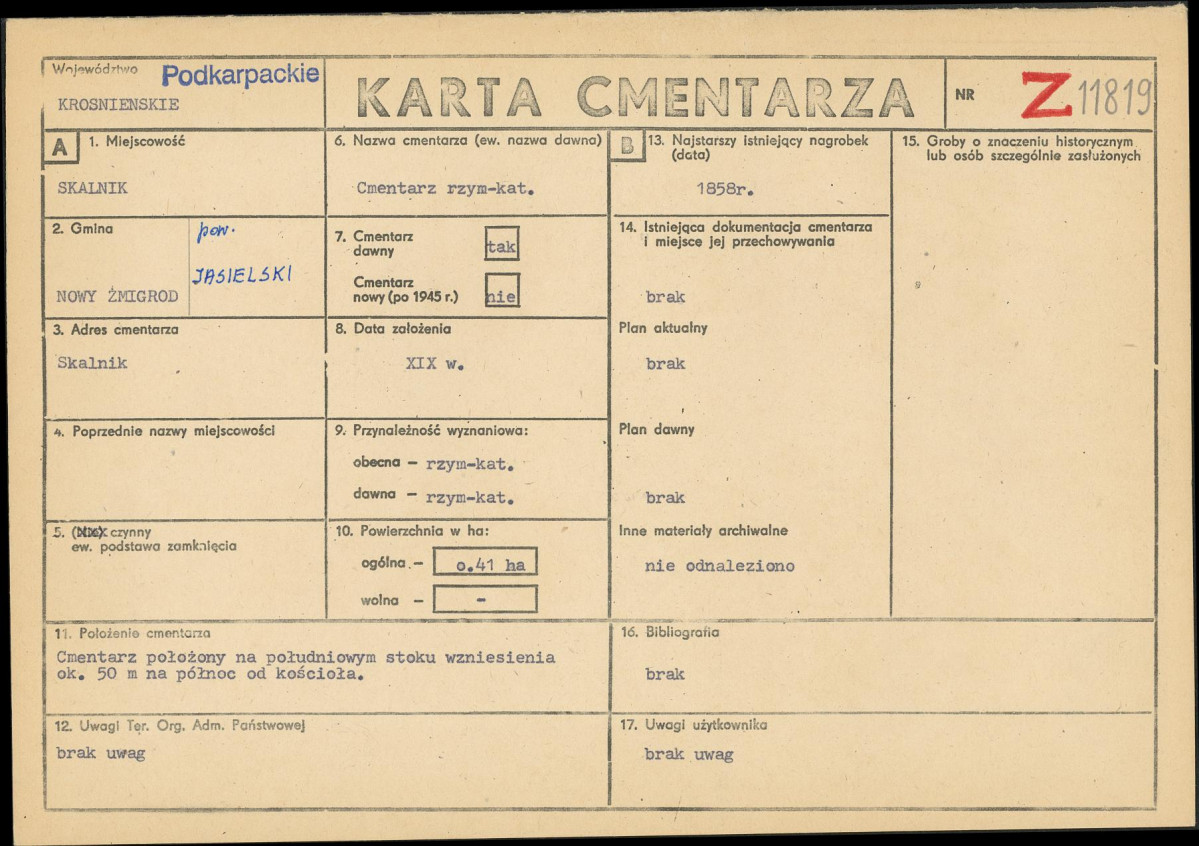 Województwo Podkarpackie
KROSNIENSKIE
KARTA CMENTARZA
NR Z 11819
A
1. Miejscowość
SKALNIK
2. Gmina
pow.
JASIELSKI
NOWY ŻMIGROD
3. Adres cmentarza
Skalnik
4. Poprzednie nazwy miejscowości
5. (Nie) czynny
ew. podstawa zamknięcia
6. Nazwa cmentarza (ew. nazwa dawna)
Cmentarz rzym-kat.
7. Cmentarz
dawny
tak
Cmentarz
nowy (po 1945 r.)
nie
8. Data założenia
XIX w.
9. Przynależność wyznaniowa:
obecna – rzym-kat.
dawna – rzym-kat.
10. Powierzchnia w ha:
ogólna – o.41 ha
wolna – -
B
13. Najstarszy istniejący nagrobek
(data)
1858r.
14. Istniejąca dokumentacja cmentarza
i miejsce jej przechowywania
brak
Plan aktualny
brak
Plan dawny
brak
Inne materiały archiwalne
nie odnaleziono
15. Groby o znaczeniu historycznym
lub osób szczególnie zasłużonych
11. Położenie cmentarza
Cmentarz położony na południowym stoku wzniesienia
ok. 50 m na północ od kościoła.
12. Uwagi Ter. Org. Adm. Państwowej
brak uwag
16. Bibliografia
brak
17. Uwagi użytkownika
brak uwag